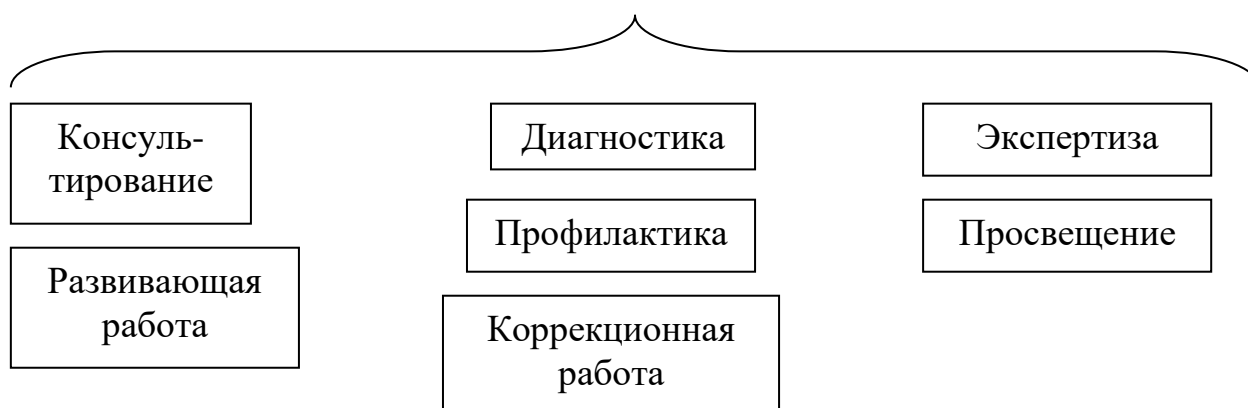 Консуль-
тирование
Развивающая
работа
Диагностика
Профилактика
Коррекционная
работа
Экспертиза
Просвещение